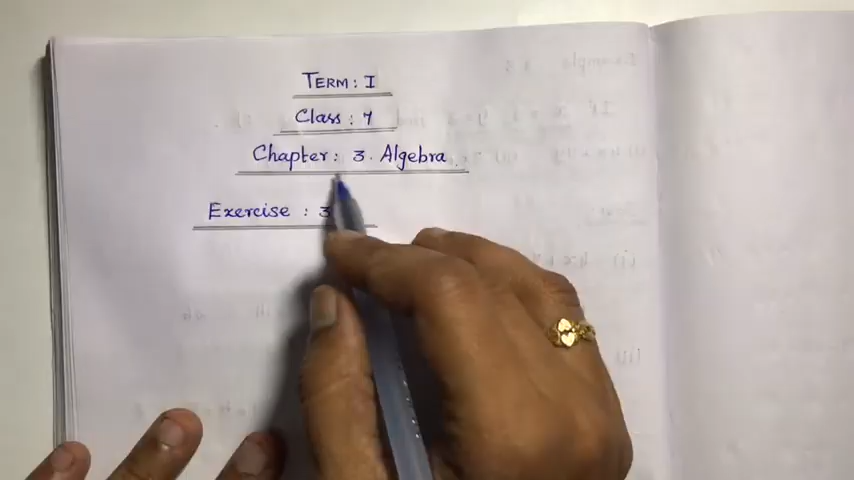 TERM: I
Class: 7
Chapter: 3. Algebra
Exercise: 3